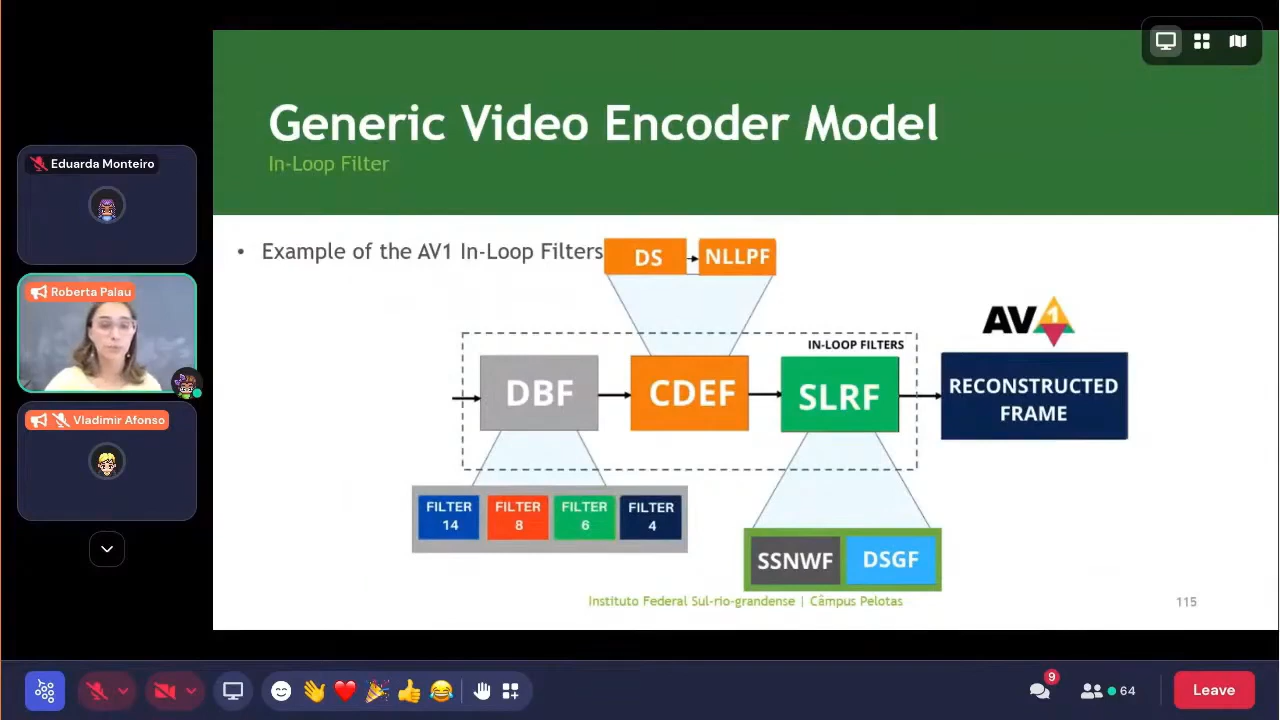 Generic Video Encoder Model
In-Loop Filter
Eduarda Monteiro
Roberta Palau
Vladimir Afonso
• Example of the AV1 In-Loop Filters
DS
NLLPF
IN-LOOP FILTERS
AV1
DBF
CDEF
SLRF
RECONSTRUCTED
FRAME
FILTER
14
FILTER
8
FILTER
6
FILTER
4
SSNWF
DSGF
Instituto Federal Sul-rio-grandense | Câmpus Pelotas
115
9
64
Leave